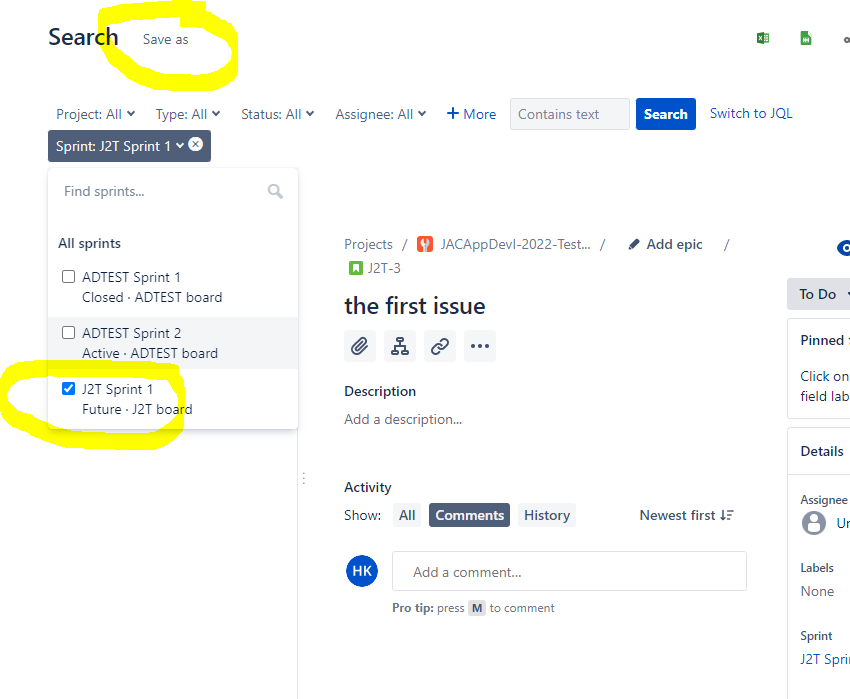 Search Save as
Project: All Type: All Status: All Assignee: All + More Contains text Search Switch to JQL
Sprint: J2T Sprint 1
Find sprints...
All sprints
ADTEST Sprint 1
Closed · ADTEST board
ADTEST Sprint 2
Active · ADTEST board
J2T Sprint 1
Future · J2T board
Projects / JACAppDevl-2022-Test... / Add epic /
J2T-3
the first issue
Description
Add a description...
Activity
Show: All Comments History Newest first
HK Add a comment...
Pro tip: press M to comment
To Do
Pinned
Click on
field lab
Details
Assignee
Un
Labels
None
Sprint
J2T Sprin